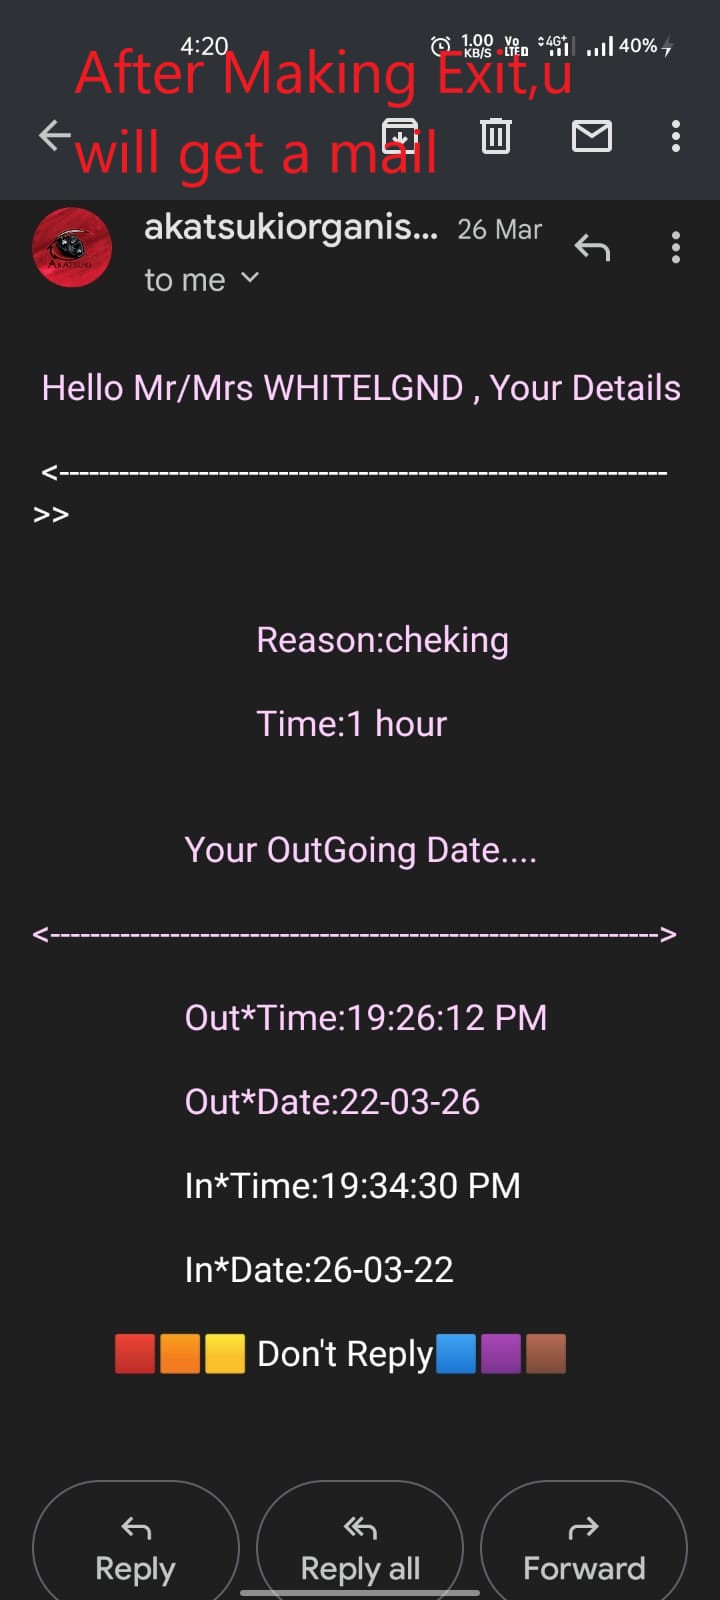 4:20
1.00 KB/S VoLTED 4G+ 40%
After Making Exit,u
will get a mail
akatsukiorganis... 26 Mar
AKATSUKI
to me
Hello Mr/Mrs WHITELGND , Your Details
<------------------------------------------------------------
>>
Reason:cheking
Time:1 hour
Your OutGoing Date....
<------------------------------------------------------------>
Out*Time:19:26:12 PM
Out*Date:22-03-26
In*Time:19:34:30 PM
In*Date:26-03-22
🟥🟧🟨 Don't Reply🟦🟪🟫
Reply Reply all Forward